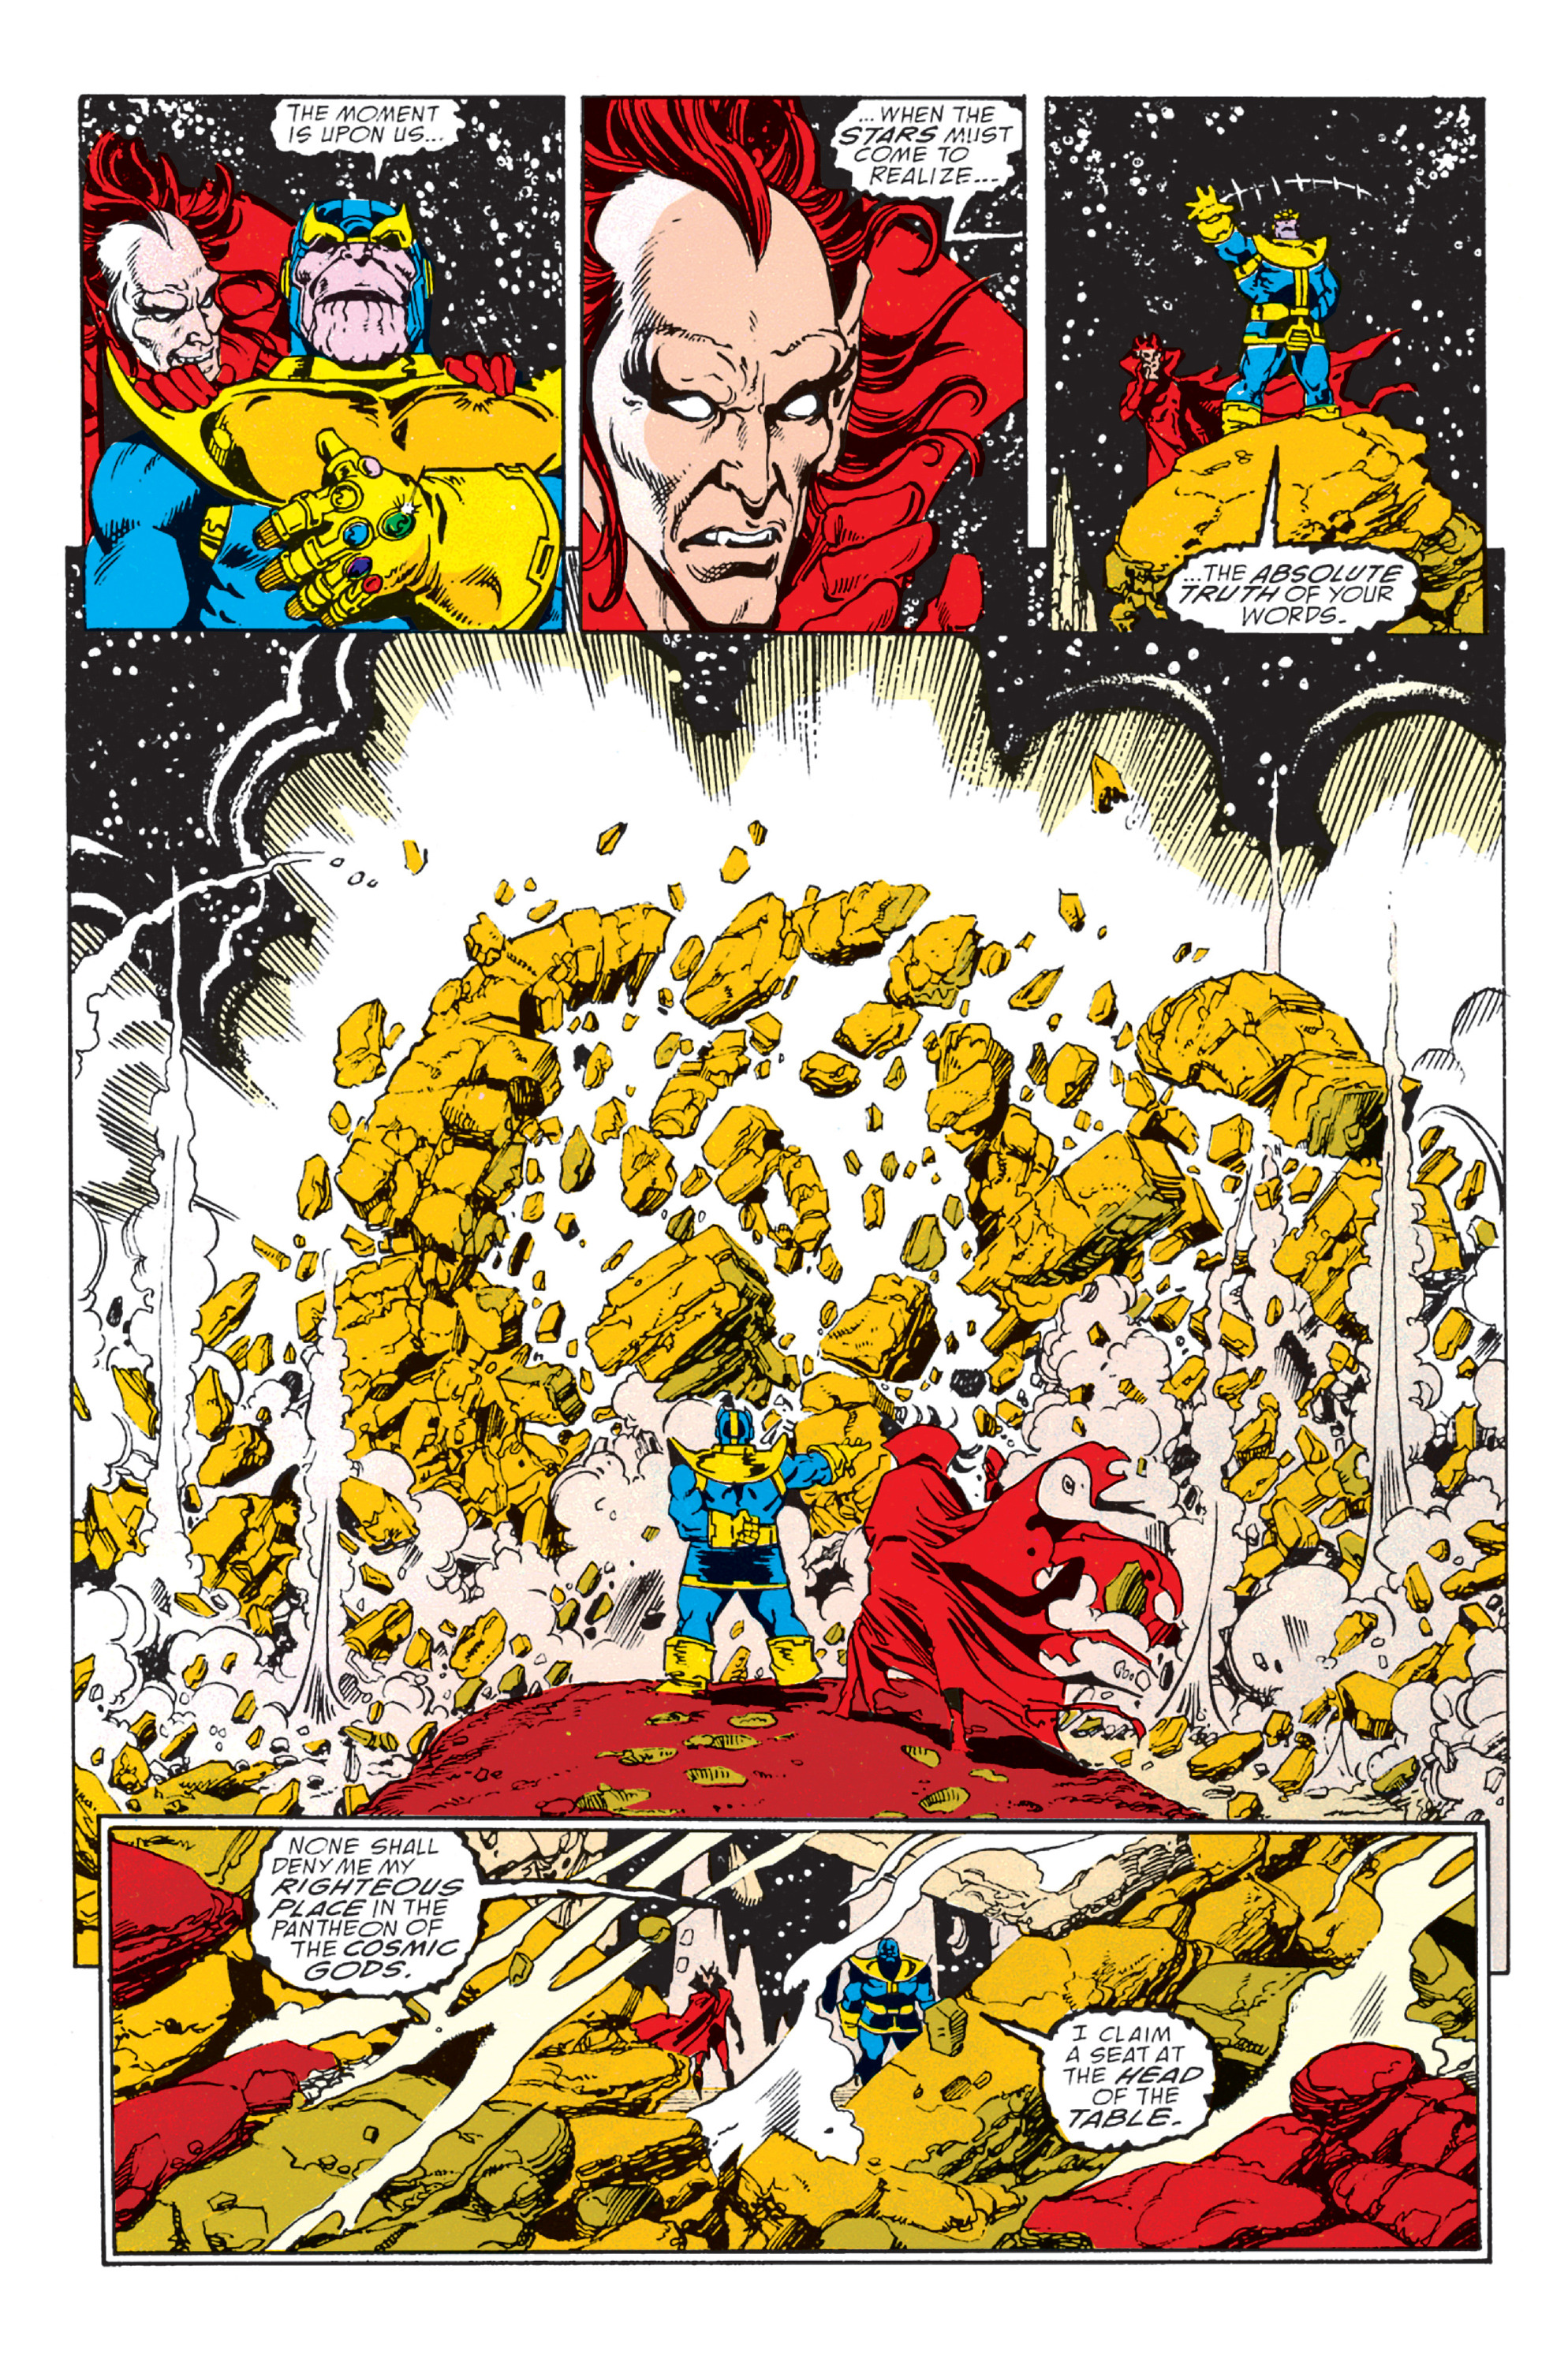 THE MOMENT
IS UPON US...
...WHEN THE
STARS MUST
COME TO
REALIZE...
...THE ABSOLUTE
TRUTH OF YOUR
WORDS.
NONE SHALL
DENY ME MY
RIGHTEOUS
PLACE IN THE
PANTHEON OF
THE COSMIC
GODS.
I CLAIM
A SEAT AT
THE HEAD
OF THE
TABLE.